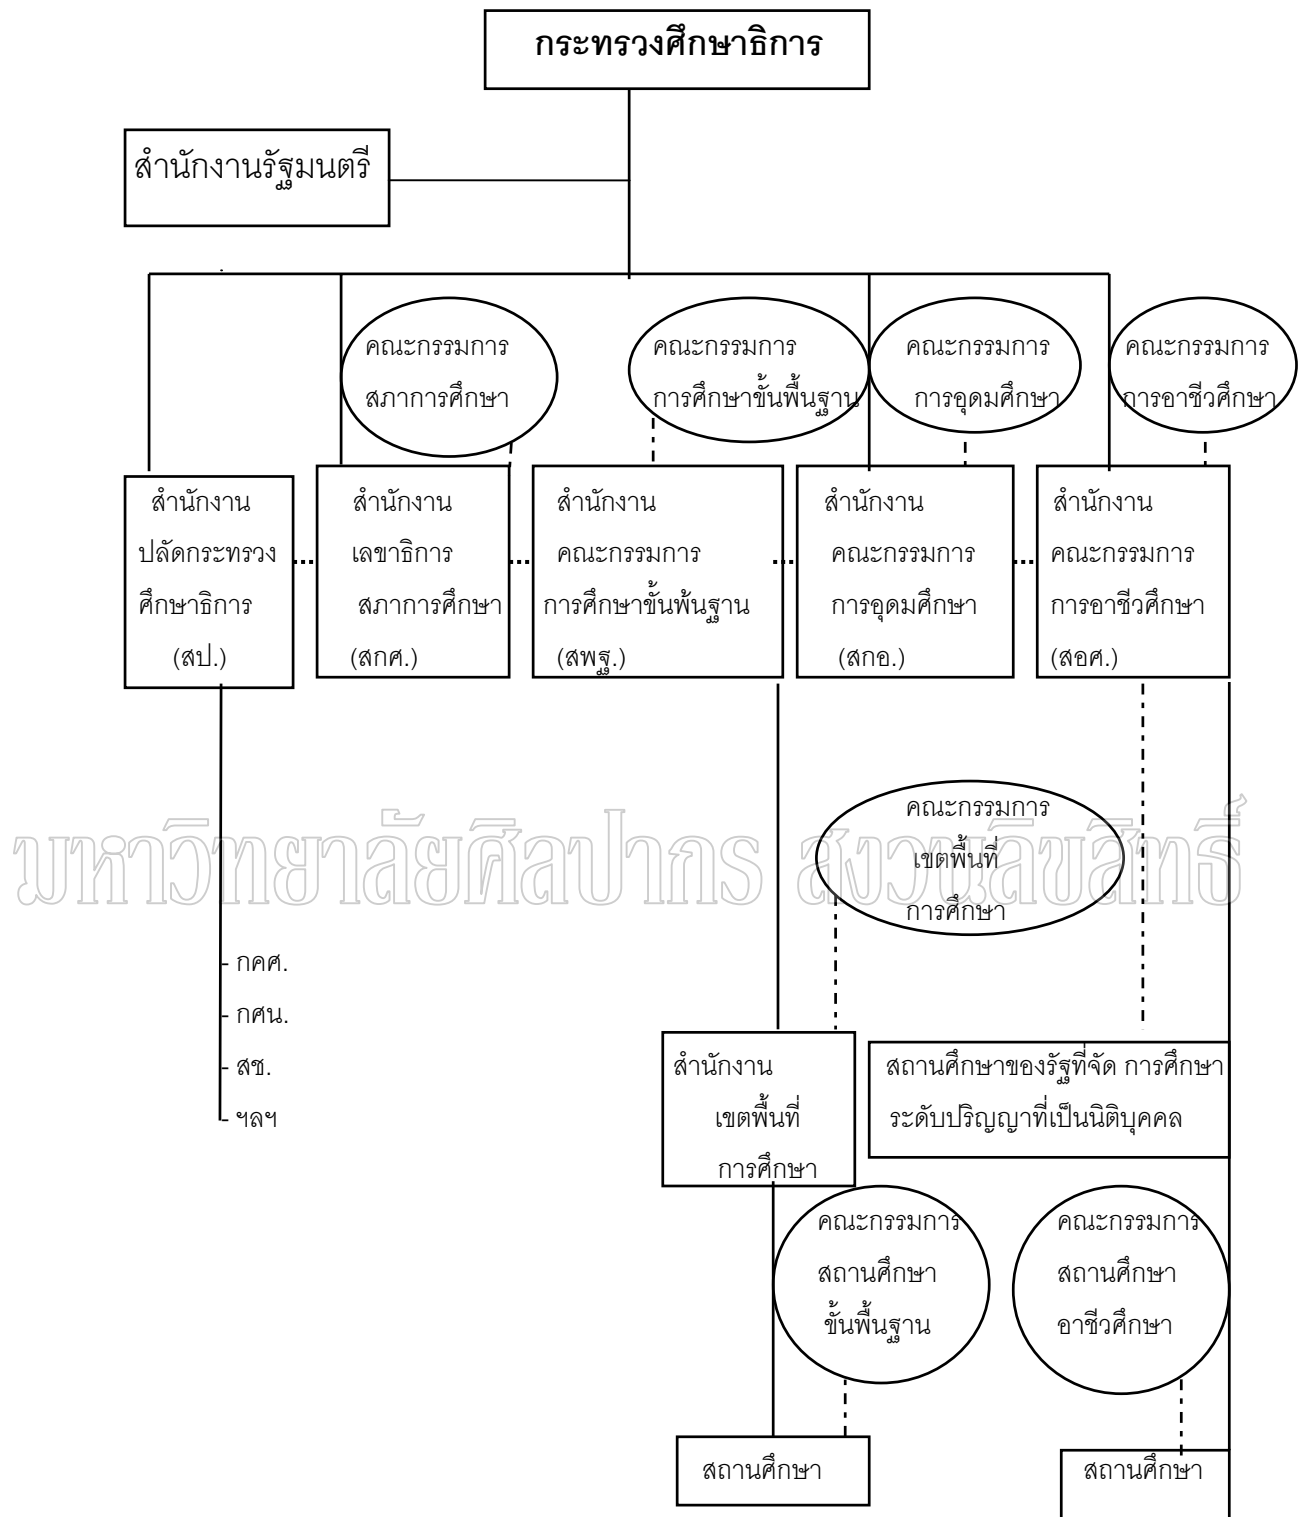 กระทรวงศึกษาธิการ
สำนักงานรัฐมนตรี
คณะกรรมการ
สภาการศึกษา
คณะกรรมการ
การศึกษาขั้นพื้นฐาน
คณะกรรมการ
การอุดมศึกษา
คณะกรรมการ
การอาชีวศึกษา
สำนักงาน
ปลัดกระทรวง
ศึกษาธิการ
(สป.)
สำนักงาน
เลขาธิการ
สภาการศึกษา
(สกศ.)
สำนักงาน
คณะกรรมการ
การศึกษาขั้นพ้นฐาน
(สพฐ.)
สำนักงาน
คณะกรรมการ
การอุดมศึกษา
(สกอ.)
สำนักงาน
คณะกรรมการ
การอาชีวศึกษา
(สอศ.)
คณะกรรมการ
เขตพื้นที่
การศึกษา
มหาวิทยาลัยศิลปากร สงวนลิขสิทธิ์
- กคศ.
- กศน.
- สช.
- ฯลฯ
สำนักงาน
เขตพื้นที่
การศึกษา
สถานศึกษาของรัฐที่จัด การศึกษา
ระดับปริญญาที่เป็นนิติบุคคล
คณะกรรมการ
สถานศึกษา
ขั้นพื้นฐาน
คณะกรรมการ
สถานศึกษา
อาชีวศึกษา
สถานศึกษา
สถานศึกษา